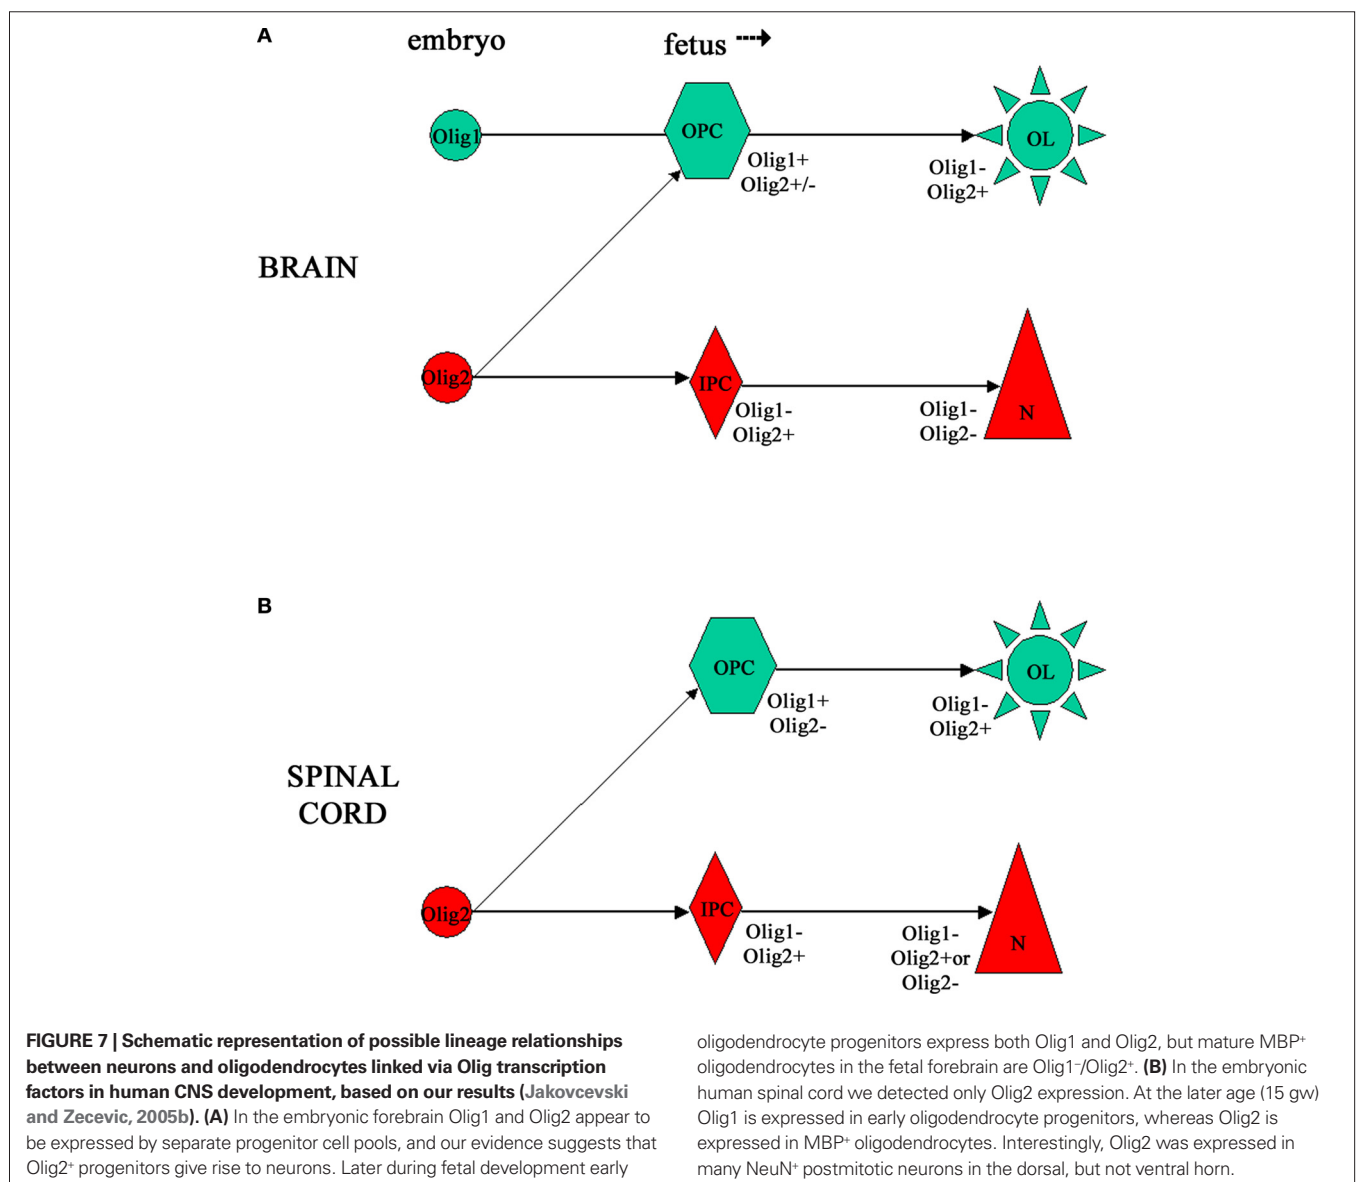 A
embryo
fetus
Olig1
OPC
Olig1+
Olig2+/-
OL
Olig1-
Olig2+
BRAIN
Olig2
IPC
Olig1-
Olig2+
N
Olig1-
Olig2-
B
OPC
Olig1+
Olig2-
OL
Olig1-
Olig2+
SPINAL
CORD
Olig2
IPC
Olig1-
Olig2+
N
Olig1-
Olig2+or
Olig2-
FIGURE 7 | Schematic representation of possible lineage relationships
between neurons and oligodendrocytes linked via Olig transcription
factors in human CNS development, based on our results (Jakovcevski
and Zecevic, 2005b). (A) In the embryonic forebrain Olig1 and Olig2 appear to
be expressed by separate progenitor cell pools, and our evidence suggests that
Olig2⁺ progenitors give rise to neurons. Later during fetal development early
oligodendrocyte progenitors express both Olig1 and Olig2, but mature MBP⁺
oligodendrocytes in the fetal forebrain are Olig1⁻/Olig2⁺. (B) In the embryonic
human spinal cord we detected only Olig2 expression. At the later age (15 gw)
Olig1 is expressed in early oligodendrocyte progenitors, whereas Olig2 is
expressed in MBP⁺ oligodendrocytes. Interestingly, Olig2 was expressed in
many NeuN⁺ postmitotic neurons in the dorsal, but not ventral horn.